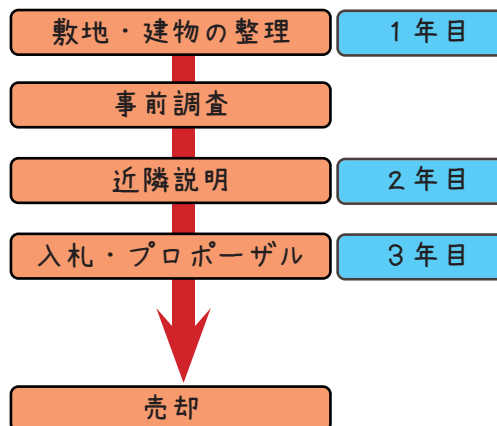 敷地・建物の整理
1年目
事前調査
近隣説明
2年目
入札・プロポーザル
3年目
売却